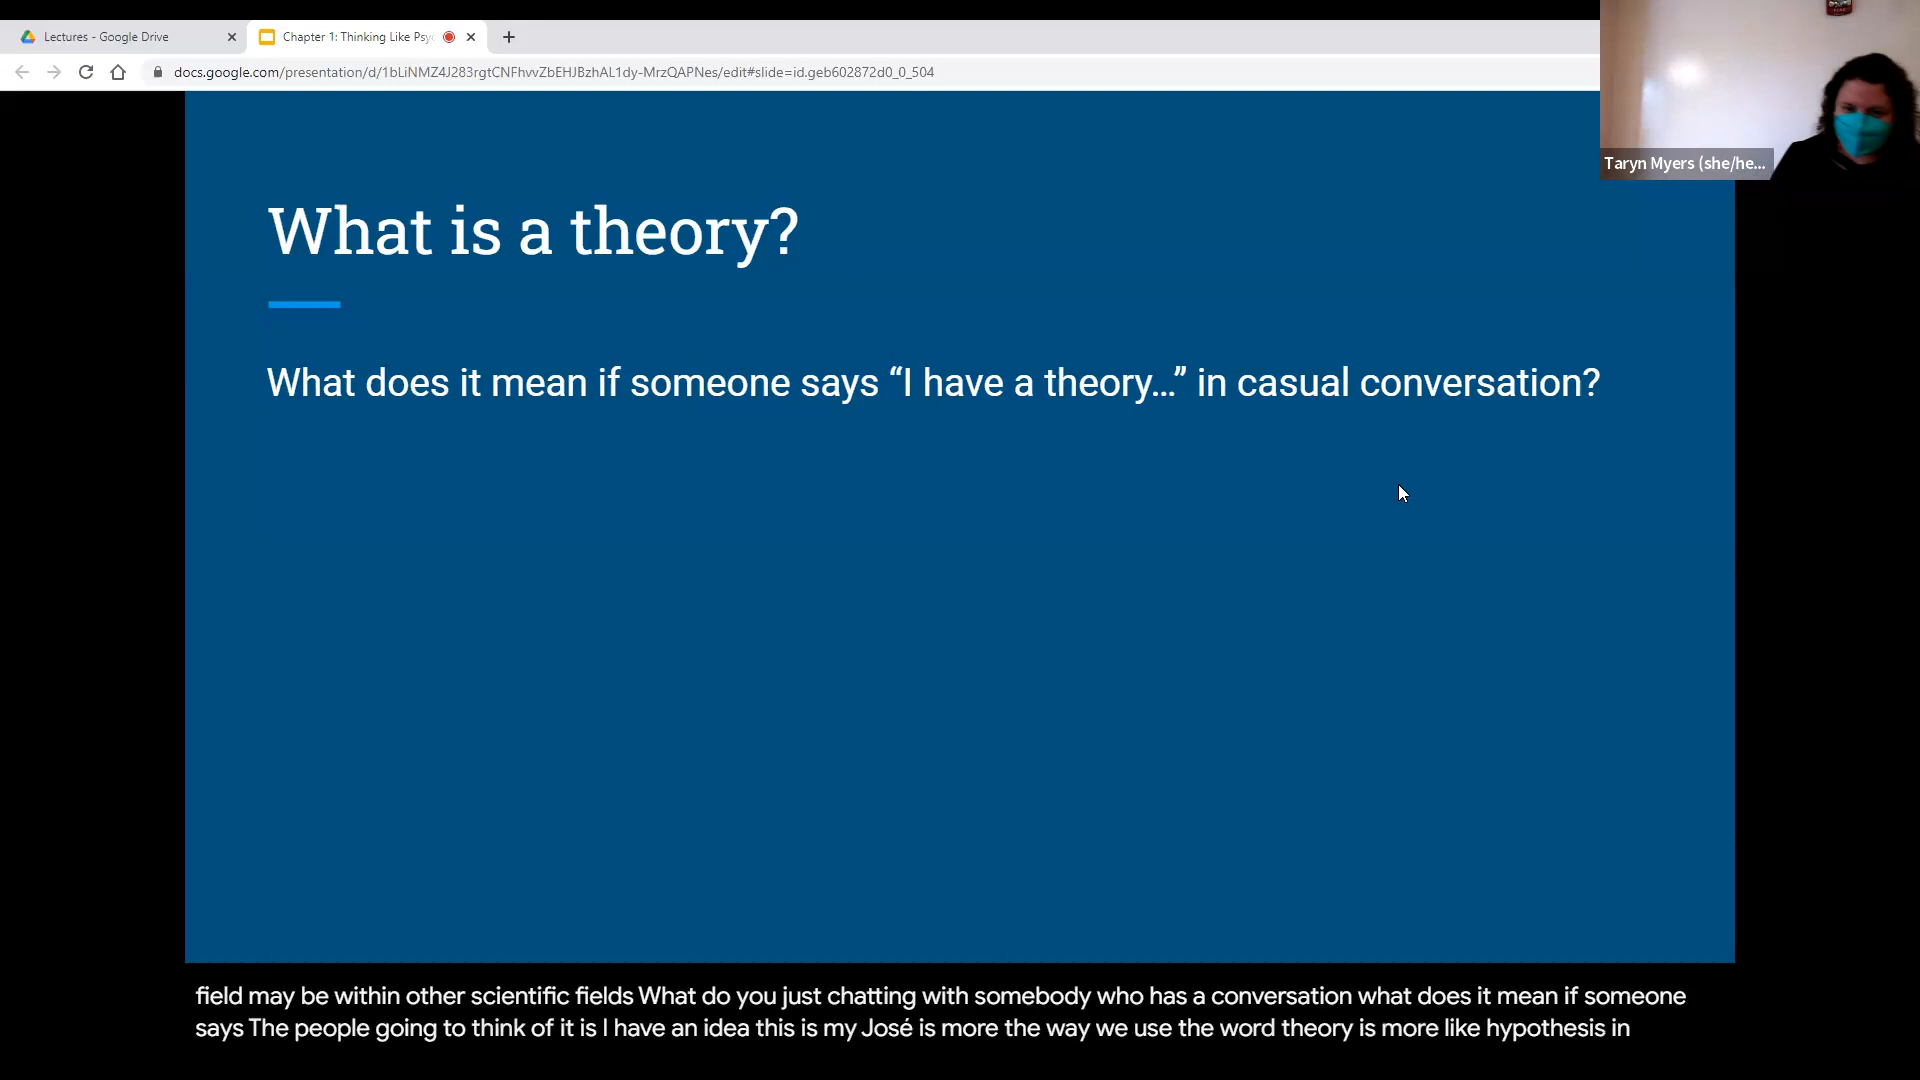 Lectures - Google Drive
Chapter 1: Thinking Like Psy
docs.google.com/presentation/d/1bLiNMZ4J283rgtCNFhvvZbEHJBzhAL1dy-MrzQAPNes/edit#slide=id.geb602872d0_0_504
Taryn Myers (she/he...
What is a theory?
What does it mean if someone says “I have a theory...” in casual conversation?
field may be within other scientific fields What do you just chatting with somebody who has a conversation what does it mean if someone
says The people going to think of it is I have an idea this is my José is more the way we use the word theory is more like hypothesis in